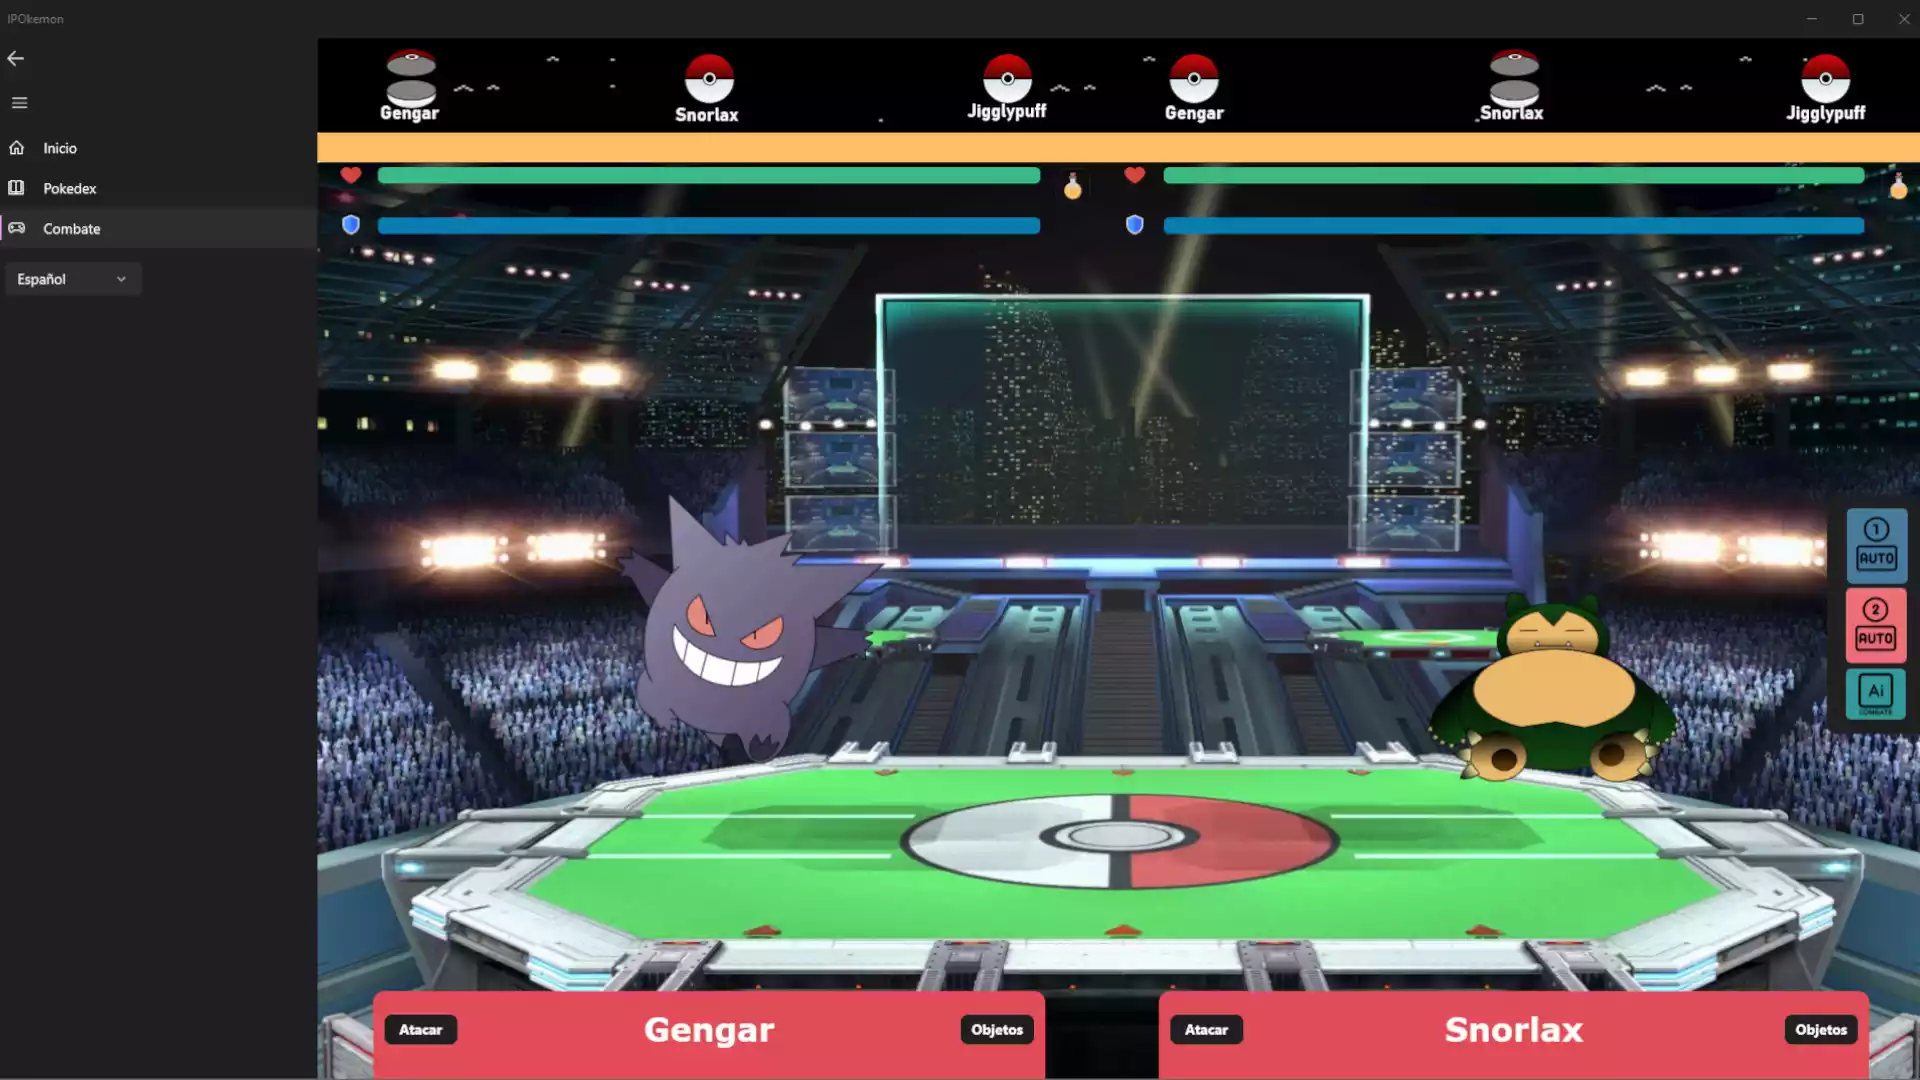 IPOkemon
Inicio
Pokedex
Combate
Español
Gengar
Snorlax
Jigglypuff
Gengar
Snorlax
Jigglypuff
1
AUTO
2
AUTO
Ai
COMBATE
Atacar
Gengar
Objetos
Atacar
Snorlax
Objetos